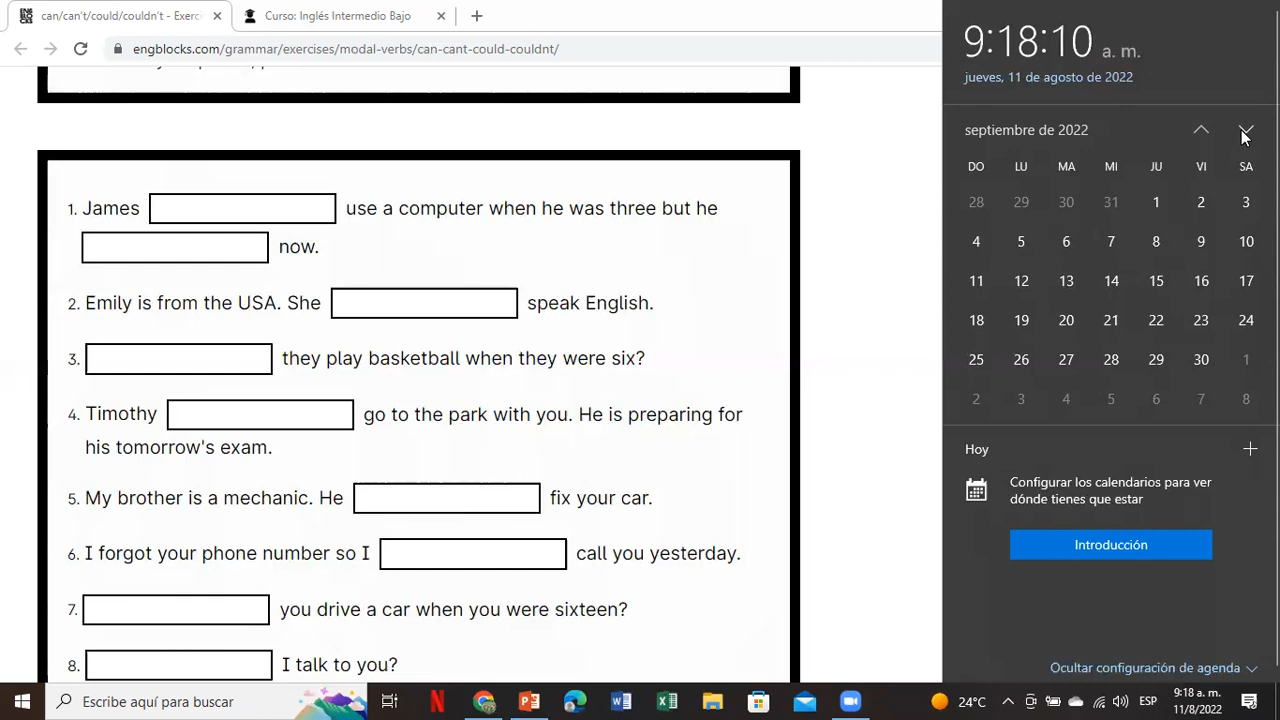 can/can't/could/couldn't - Exerc
Curso: Inglés Intermedio Bajo
engblocks.com/grammar/exercises/modal-verbs/can-cant-could-couldnt/
1. James use a computer when he was three but he
now.
2. Emily is from the USA. She speak English.
3. they play basketball when they were six?
4. Timothy go to the park with you. He is preparing for
his tomorrow's exam.
5. My brother is a mechanic. He fix your car.
6. I forgot your phone number so I call you yesterday.
7. you drive a car when you were sixteen?
8. I talk to you?
9:18:10 a. m.
jueves, 11 de agosto de 2022
septiembre de 2022
DO LU MA MI JU VI SA
28 29 30 31 1 2 3
4 5 6 7 8 9 10
11 12 13 14 15 16 17
18 19 20 21 22 23 24
25 26 27 28 29 30 1
2 3 4 5 6 7 8
Hoy
Configurar los calendarios para ver
dónde tienes que estar
Introducción
Ocultar configuración de agenda
Escribe aquí para buscar
24°C
ESP
9:18 a. m.
11/8/2022